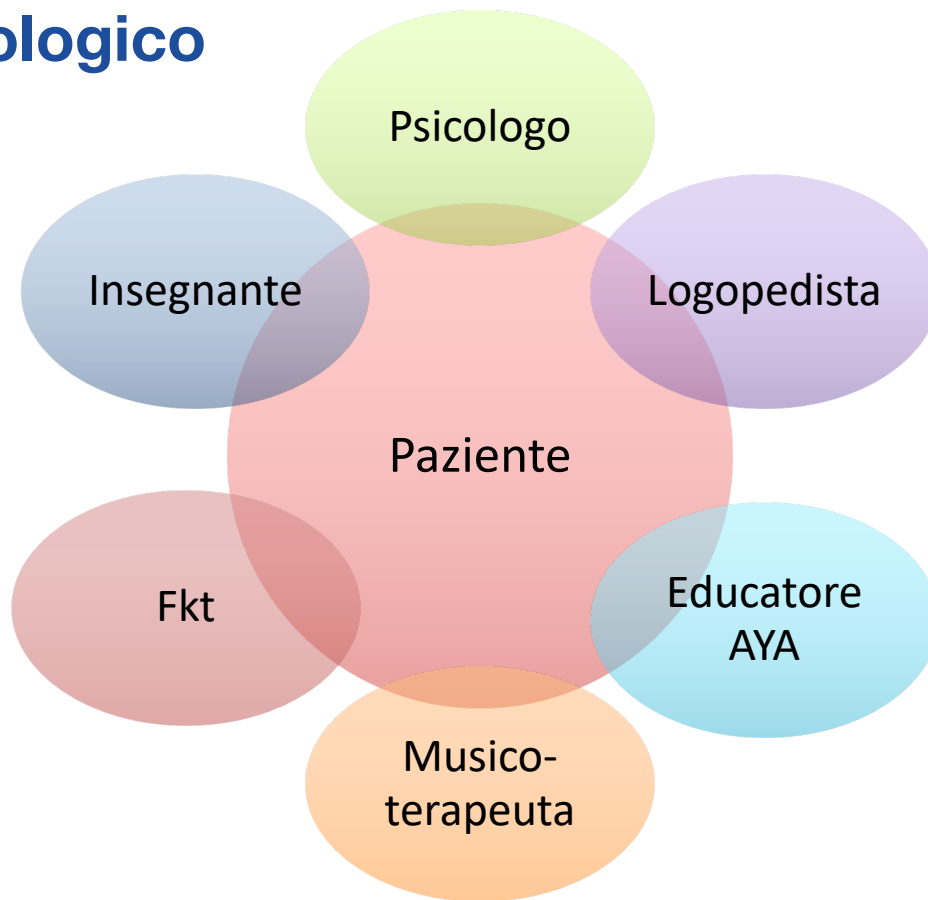 ologico
Psicologo
Insegnante
Logopedista
Paziente
Fkt
Educatore
AYA
Musico-
terapeuta